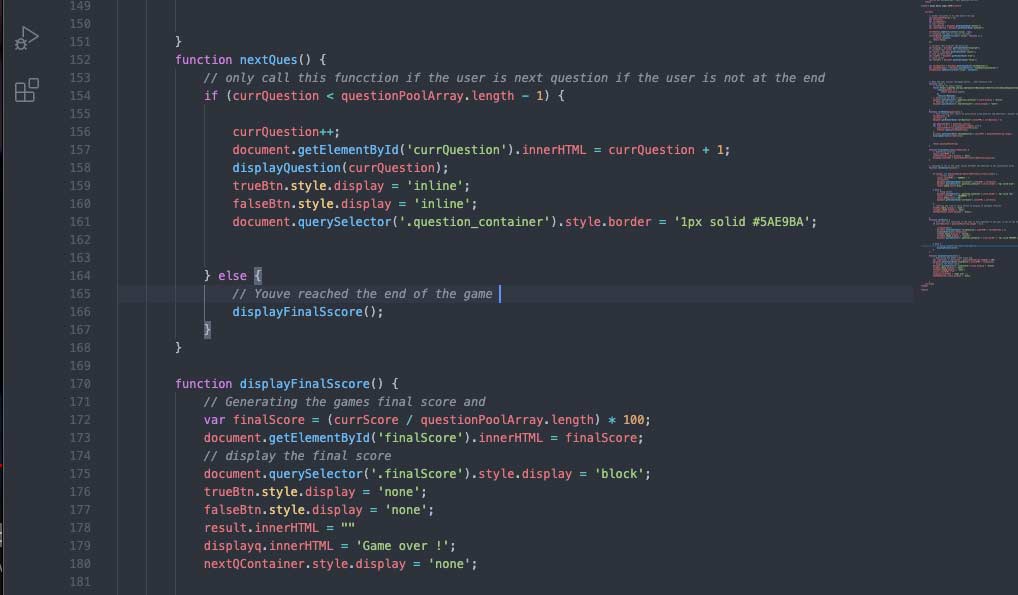 149
150
151 }
152 function nextQues() {
153 // only call this funcction if the user is next question if the user is not at the end
154 if (currQuestion < questionPoolArray.length - 1) {
155
156 currQuestion++;
157 document.getElementById('currQuestion').innerHTML = currQuestion + 1;
158 displayQuestion(currQuestion);
159 trueBtn.style.display = 'inline';
160 falseBtn.style.display = 'inline';
161 document.querySelector('.question_container').style.border = '1px solid #5AE9BA';
162
163
164 } else {
165 // Youve reached the end of the game
166 displayFinalSscore();
167 }
168 }
169
170 function displayFinalSscore() {
171 // Generating the games final score and
172 var finalScore = (currScore / questionPoolArray.length) * 100;
173 document.getElementById('finalScore').innerHTML = finalScore;
174 // display the final score
175 document.querySelector('.finalScore').style.display = 'block';
176 trueBtn.style.display = 'none';
177 falseBtn.style.display = 'none';
178 result.innerHTML = ""
179 displayq.innerHTML = 'Game over !';
180 nextQContainer.style.display = 'none';
181